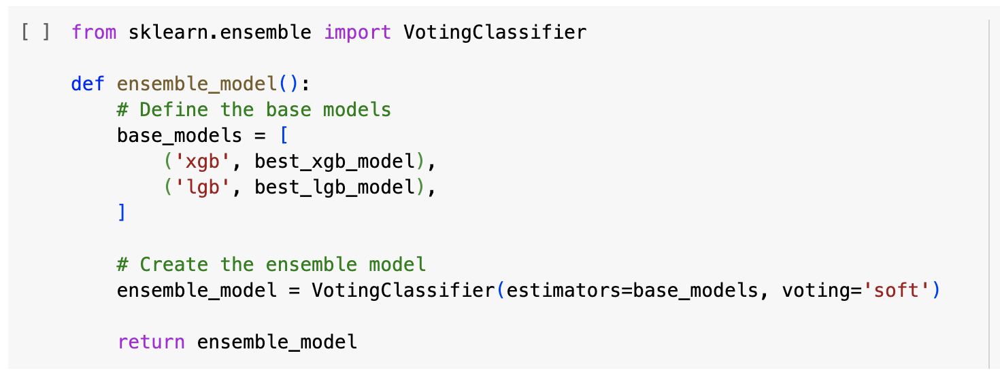 [ ] from sklearn.ensemble import VotingClassifier
def ensemble_model():
    # Define the base models
    base_models = [
        ('xgb', best_xgb_model),
        ('lgb', best_lgb_model),
    ]
    # Create the ensemble model
    ensemble_model = VotingClassifier(estimators=base_models, voting='soft')
    return ensemble_model